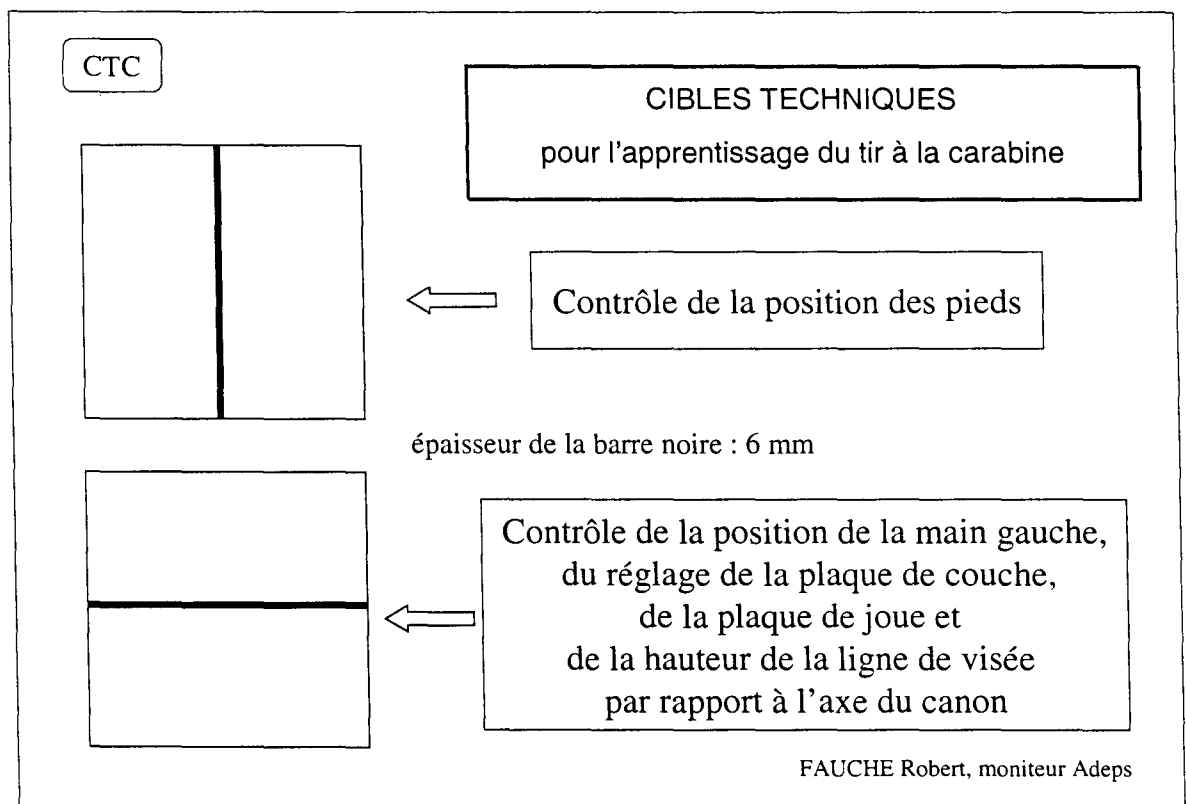 CTC
CIBLES TECHNIQUES
pour l'apprentissage du tir à la carabine
Contrôle de la position des pieds
épaisseur de la barre noire : 6 mm
Contrôle de la position de la main gauche,
du réglage de la plaque de couche,
de la plaque de joue et
de la hauteur de la ligne de visée
par rapport à l'axe du canon
FAUCHE Robert, moniteur Adeps